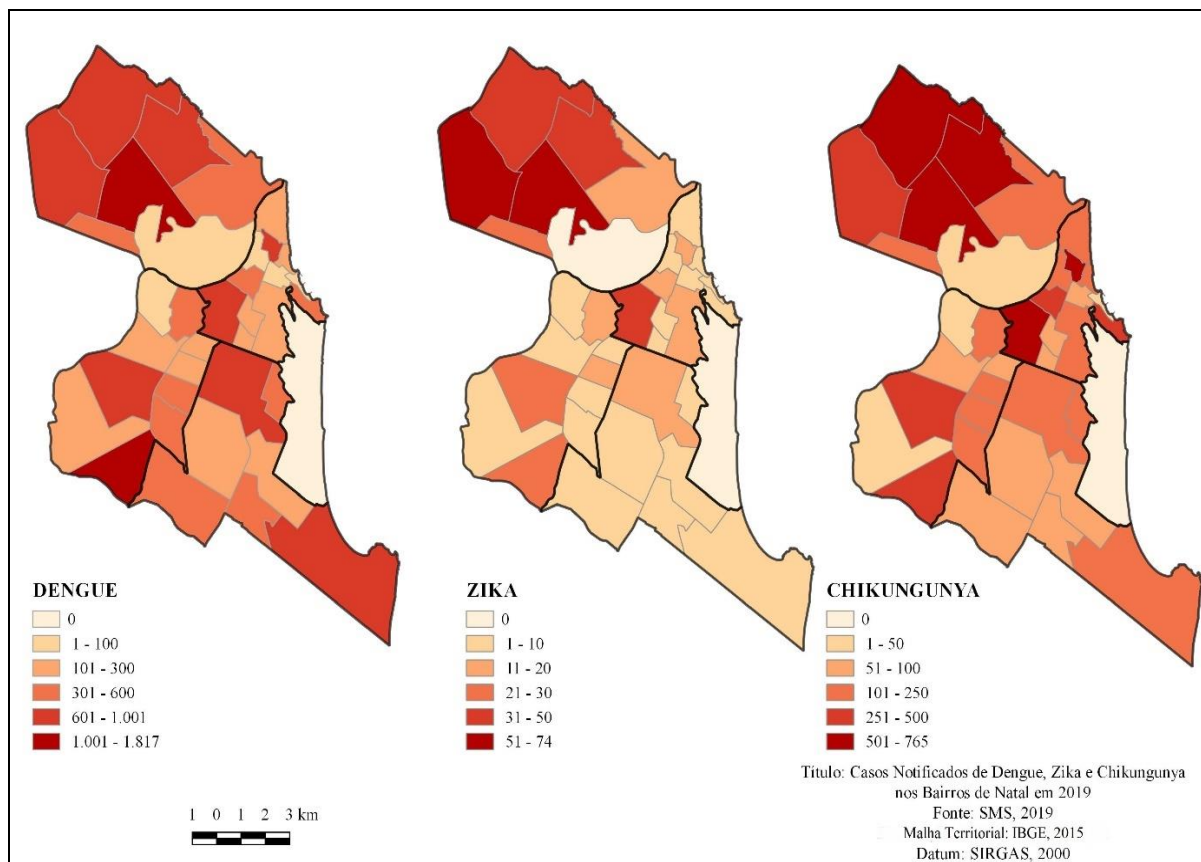 DENGUE
0
1 - 100
101 - 300
301 - 600
601 - 1.001
1.001 - 1.817
ZIKA
0
1 - 10
11 - 20
21 - 30
31 - 50
51 - 74
CHIKUNGUNYA
0
1 - 50
51 - 100
101 - 250
251 - 500
501 - 765
1 0 1 2 3 km
Título: Casos Notificados de Dengue, Zika e Chikungunya
nos Bairros de Natal em 2019
Fonte: SMS, 2019
Malha Territorial: IBGE, 2015
Datum: SIRGAS, 2000